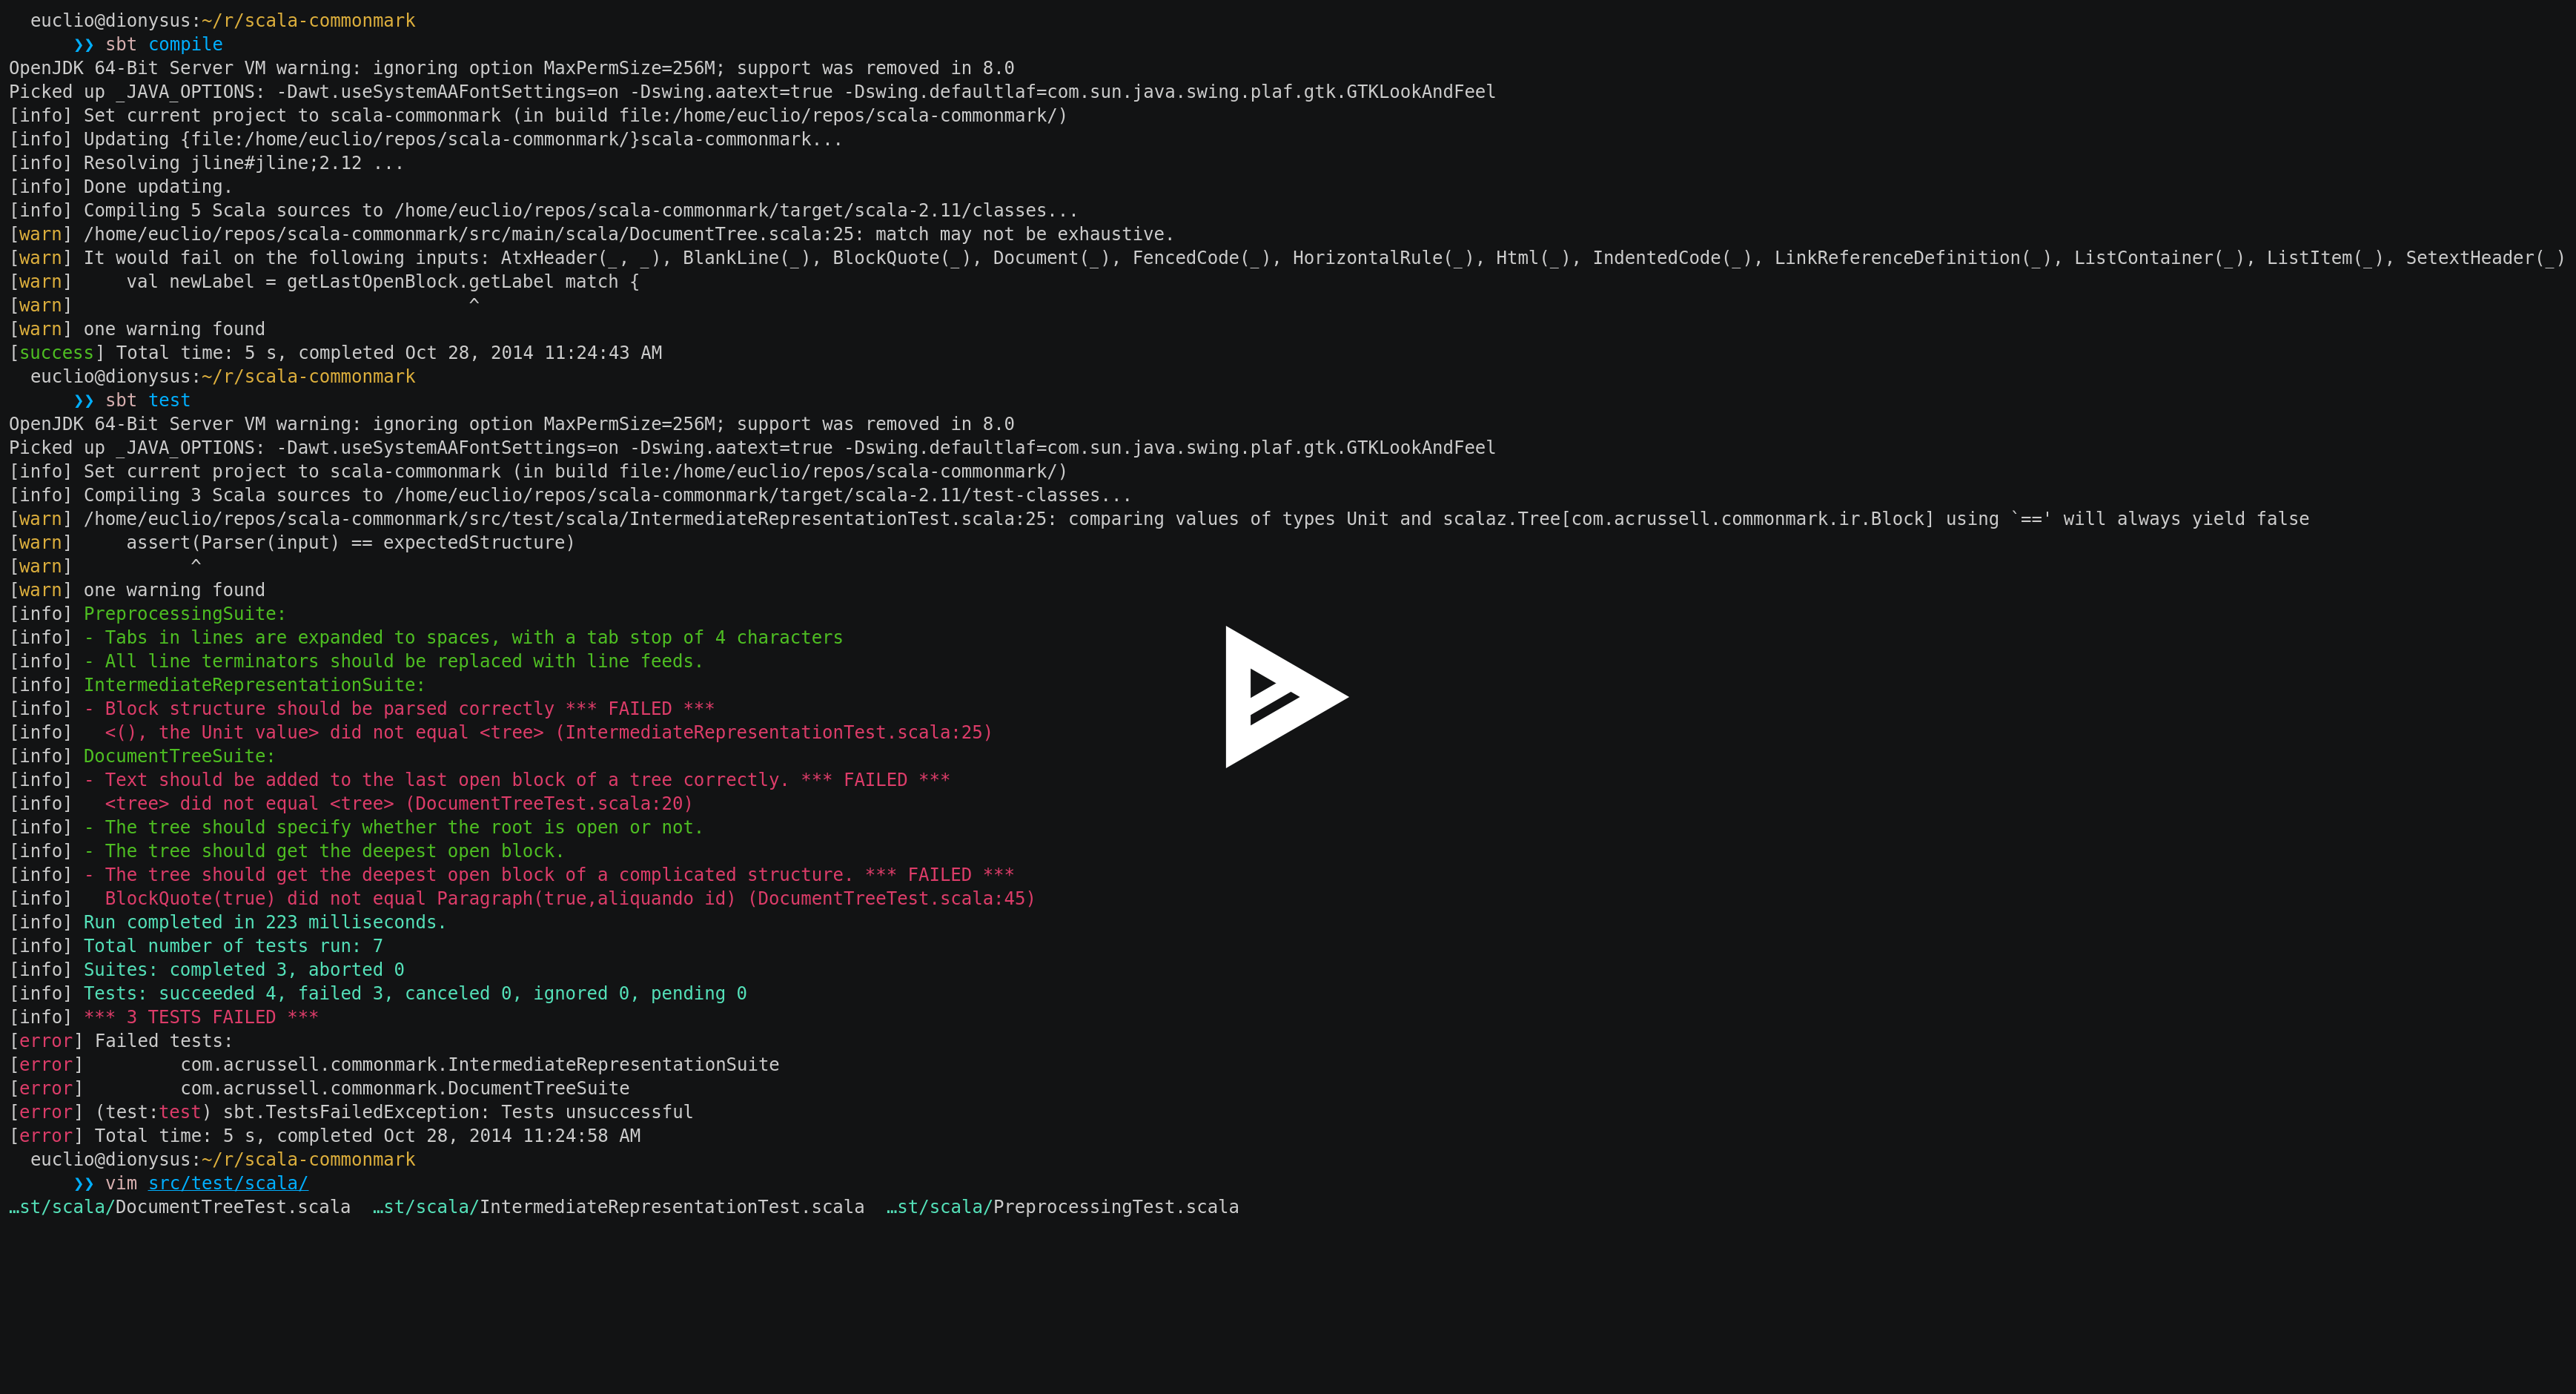 euclio@dionysus:~/r/scala-commonmark
❯❯ sbt compile
OpenJDK 64-Bit Server VM warning: ignoring option MaxPermSize=256M; support was removed in 8.0
Picked up _JAVA_OPTIONS: -Dawt.useSystemAAFontSettings=on -Dswing.aatext=true -Dswing.defaultlaf=com.sun.java.swing.plaf.gtk.GTKLookAndFeel
[info] Set current project to scala-commonmark (in build file:/home/euclio/repos/scala-commonmark/)
[info] Updating {file:/home/euclio/repos/scala-commonmark/}scala-commonmark...
[info] Resolving jline#jline;2.12 ...
[info] Done updating.
[info] Compiling 5 Scala sources to /home/euclio/repos/scala-commonmark/target/scala-2.11/classes...
[warn] /home/euclio/repos/scala-commonmark/src/main/scala/DocumentTree.scala:25: match may not be exhaustive.
[warn] It would fail on the following inputs: AtxHeader(_, _), BlankLine(_), BlockQuote(_), Document(_), FencedCode(_), HorizontalRule(_), Html(_), IndentedCode(_), LinkReferenceDefinition(_), ListContainer(_), ListItem(_), SetextHeader(_)
[warn]     val newLabel = getLastOpenBlock.getLabel match {
[warn]                                     ^
[warn] one warning found
[success] Total time: 5 s, completed Oct 28, 2014 11:24:43 AM
euclio@dionysus:~/r/scala-commonmark
❯❯ sbt test
OpenJDK 64-Bit Server VM warning: ignoring option MaxPermSize=256M; support was removed in 8.0
Picked up _JAVA_OPTIONS: -Dawt.useSystemAAFontSettings=on -Dswing.aatext=true -Dswing.defaultlaf=com.sun.java.swing.plaf.gtk.GTKLookAndFeel
[info] Set current project to scala-commonmark (in build file:/home/euclio/repos/scala-commonmark/)
[info] Compiling 3 Scala sources to /home/euclio/repos/scala-commonmark/target/scala-2.11/test-classes...
[warn] /home/euclio/repos/scala-commonmark/src/test/scala/IntermediateRepresentationTest.scala:25: comparing values of types Unit and scalaz.Tree[com.acrussell.commonmark.ir.Block] using `==' will always yield false
[warn]     assert(Parser(input) == expectedStructure)
[warn]           ^
[warn] one warning found
[info] PreprocessingSuite:
[info] - Tabs in lines are expanded to spaces, with a tab stop of 4 characters
[info] - All line terminators should be replaced with line feeds.
[info] IntermediateRepresentationSuite:
[info] - Block structure should be parsed correctly *** FAILED ***
[info]   <(), the Unit value> did not equal <tree> (IntermediateRepresentationTest.scala:25)
[info] DocumentTreeSuite:
[info] - Text should be added to the last open block of a tree correctly. *** FAILED ***
[info]   <tree> did not equal <tree> (DocumentTreeTest.scala:20)
[info] - The tree should specify whether the root is open or not.
[info] - The tree should get the deepest open block.
[info] - The tree should get the deepest open block of a complicated structure. *** FAILED ***
[info]   BlockQuote(true) did not equal Paragraph(true,aliquando id) (DocumentTreeTest.scala:45)
[info] Run completed in 223 milliseconds.
[info] Total number of tests run: 7
[info] Suites: completed 3, aborted 0
[info] Tests: succeeded 4, failed 3, canceled 0, ignored 0, pending 0
[info] *** 3 TESTS FAILED ***
[error] Failed tests:
[error]         com.acrussell.commonmark.IntermediateRepresentationSuite
[error]         com.acrussell.commonmark.DocumentTreeSuite
[error] (test:test) sbt.TestsFailedException: Tests unsuccessful
[error] Total time: 5 s, completed Oct 28, 2014 11:24:58 AM
euclio@dionysus:~/r/scala-commonmark
❯❯ vim src/test/scala/
…st/scala/DocumentTreeTest.scala  …st/scala/IntermediateRepresentationTest.scala  …st/scala/PreprocessingTest.scala